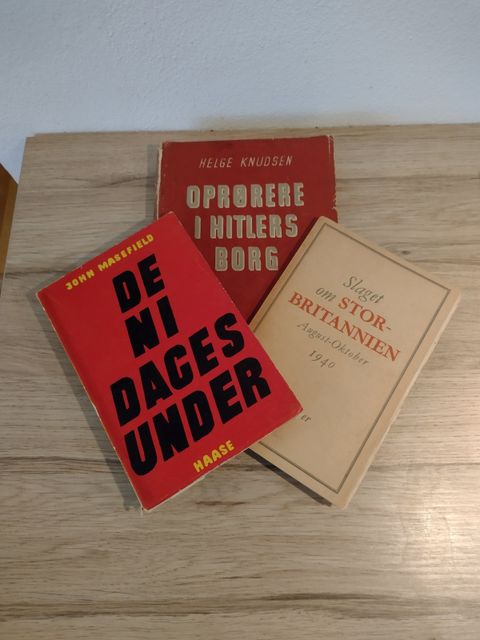 HELGE KNUDSEN
OPRØRERE
I HITLERS
BORG
JOHN MASEFIELD
DE
NI
DAGES
UNDER
HAASE
Slaget
om STOR-
BRITANNIEN
August-Oktober
1940
er